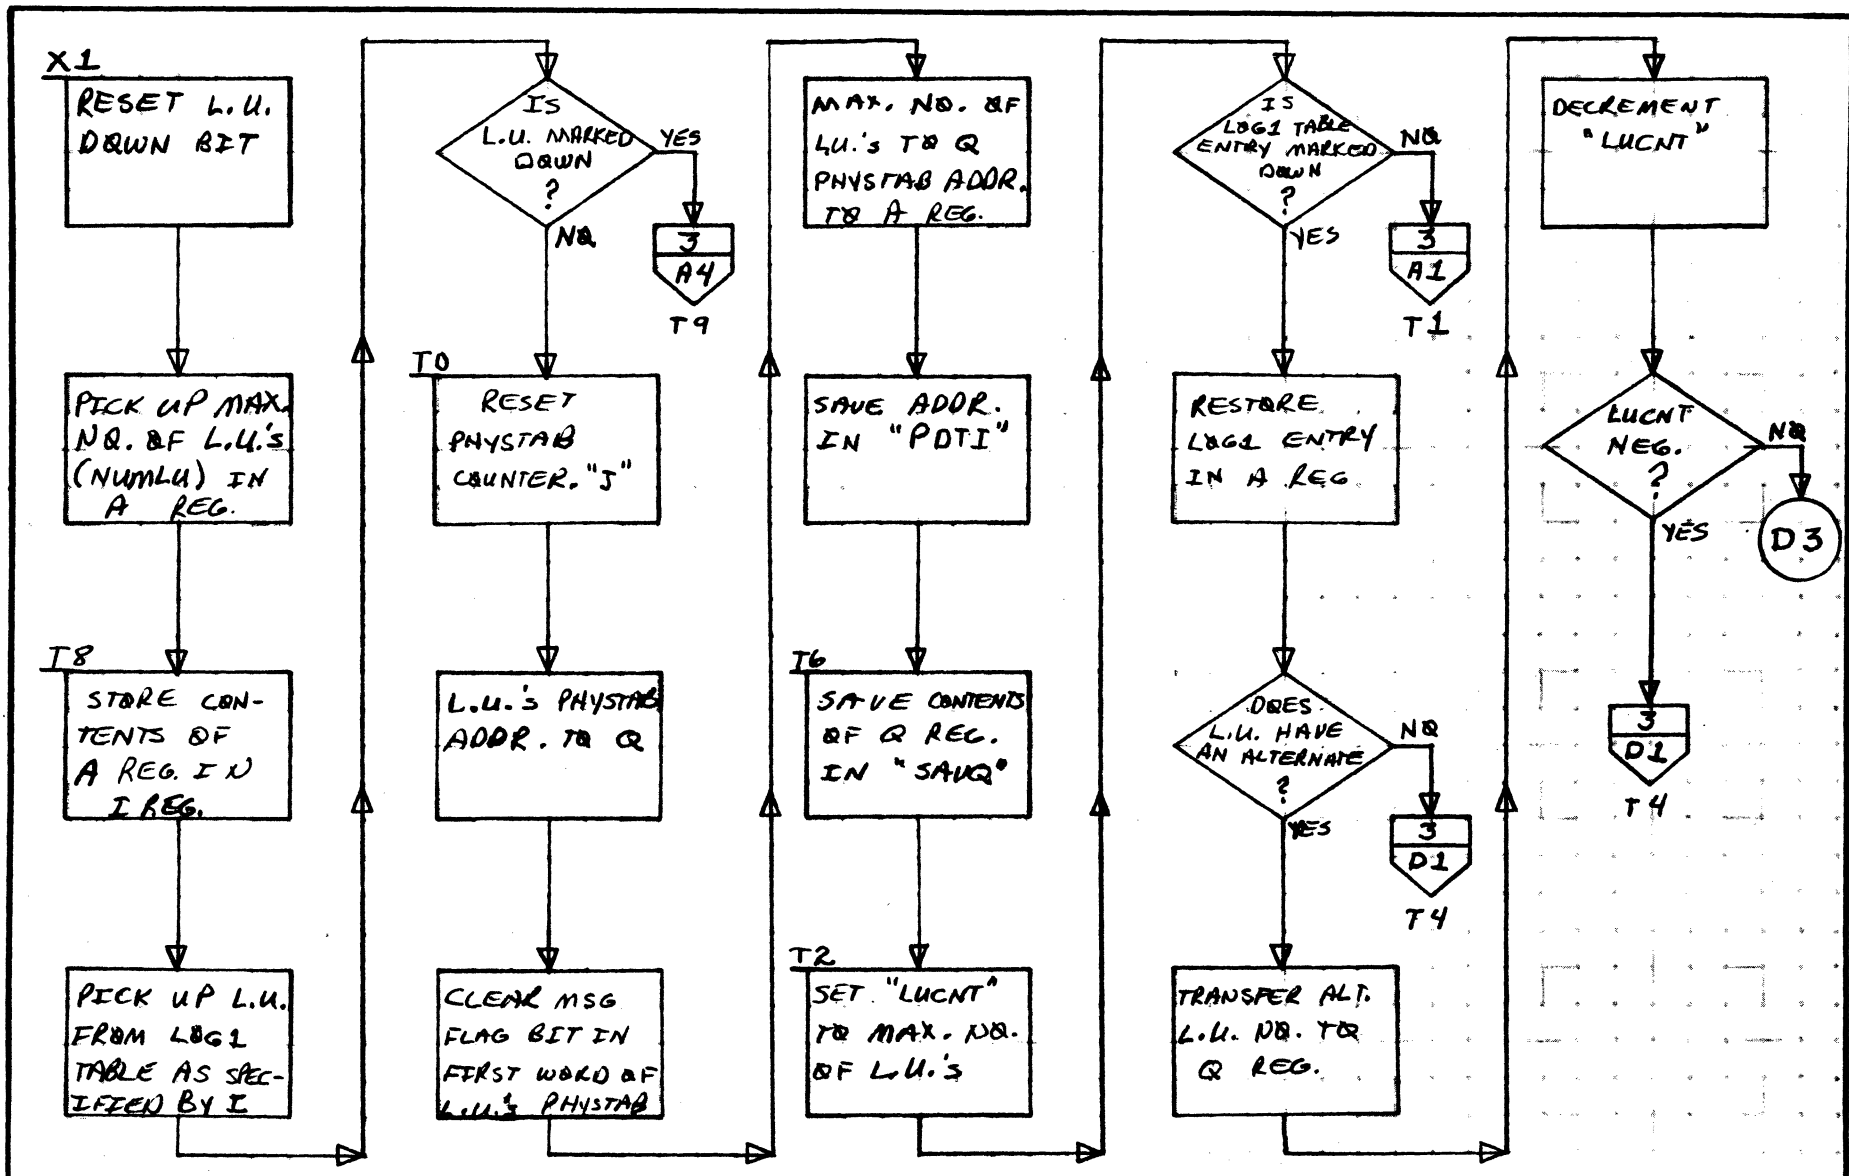 X1
RESET L.U.
DOWN BIT
PICK UP MAX.
NO. OF L.U.'s
(NUMLU) IN
A REG.
T8
STORE CON-
TENTS OF
A REG. IN
I REG.
PICK UP L.U.
FROM LOG1
TABLE AS SPEC-
IFIED BY I
IS
L.U. MARKED
DOWN
?
YES
3
A4
T9
NO
T0
RESET
PHYSTAB
COUNTER. "J"
L.U.'s PHYSTAB
ADDR. TO Q
CLEAR MSG
FLAG BIT IN
FIRST WORD OF
L.U.'s PHYSTAB
MAX. NO. OF
LU.'s TO Q
PHYSTAB ADDR.
TO A REG.
SAVE ADDR.
IN "PDTI"
T6
SAVE CONTENTS
OF Q REG.
IN "SAVQ"
T2
SET "LUCNT"
TO MAX. NO.
OF L.U.'s
IS
LOG1 TABLE
ENTRY MARKED
DOWN
?
NO
3
A1
T1
YES
RESTORE
LOG1 ENTRY
IN A REG
DOES
L.U. HAVE
AN ALTERNATE
?
NO
3
D1
T4
YES
TRANSFER ALT.
L.U. NO. TO
Q REG.
DECREMENT
"LUCNT"
LUCNT
NEG.
?
NO
D3
YES
3
D1
T4